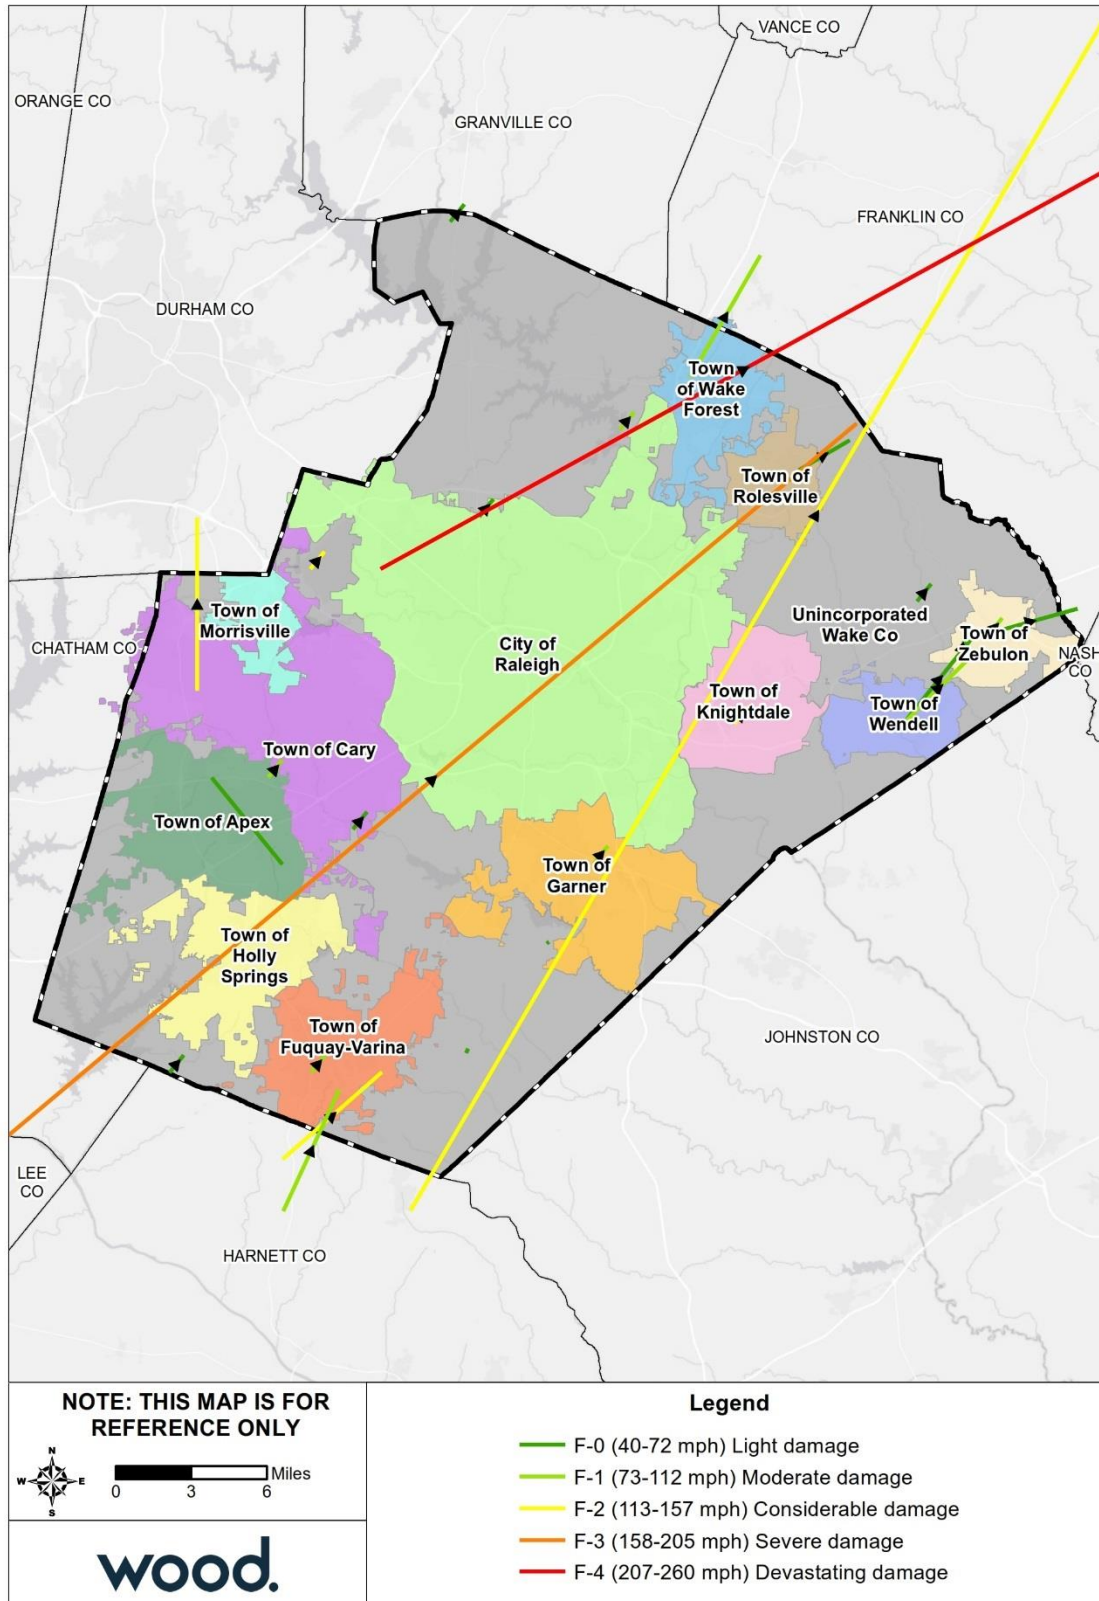 VANCE CO
ORANGE CO
GRANVILLE CO
FRANKLIN CO
DURHAM CO
Town
of Wake
Forest
Town of
Rolesville
Town of
Morrisville
Unincorporated
Wake Co
CHATHAM CO
City of
Raleigh
Town of
Zebulon
NASH
CO
Town of
Knightdale
Town of
Wendell
Town of Cary
Town of Apex
Town of
Garner
Town of
Holly
Springs
Town of
Fuquay-Varina
JOHNSTON CO
LEE
CO
HARNETT CO
NOTE: THIS MAP IS FOR
REFERENCE ONLY
N
W E
S
Miles
0 3 6
wood.
Legend
F-0 (40-72 mph) Light damage
F-1 (73-112 mph) Moderate damage
F-2 (113-157 mph) Considerable damage
F-3 (158-205 mph) Severe damage
F-4 (207-260 mph) Devastating damage